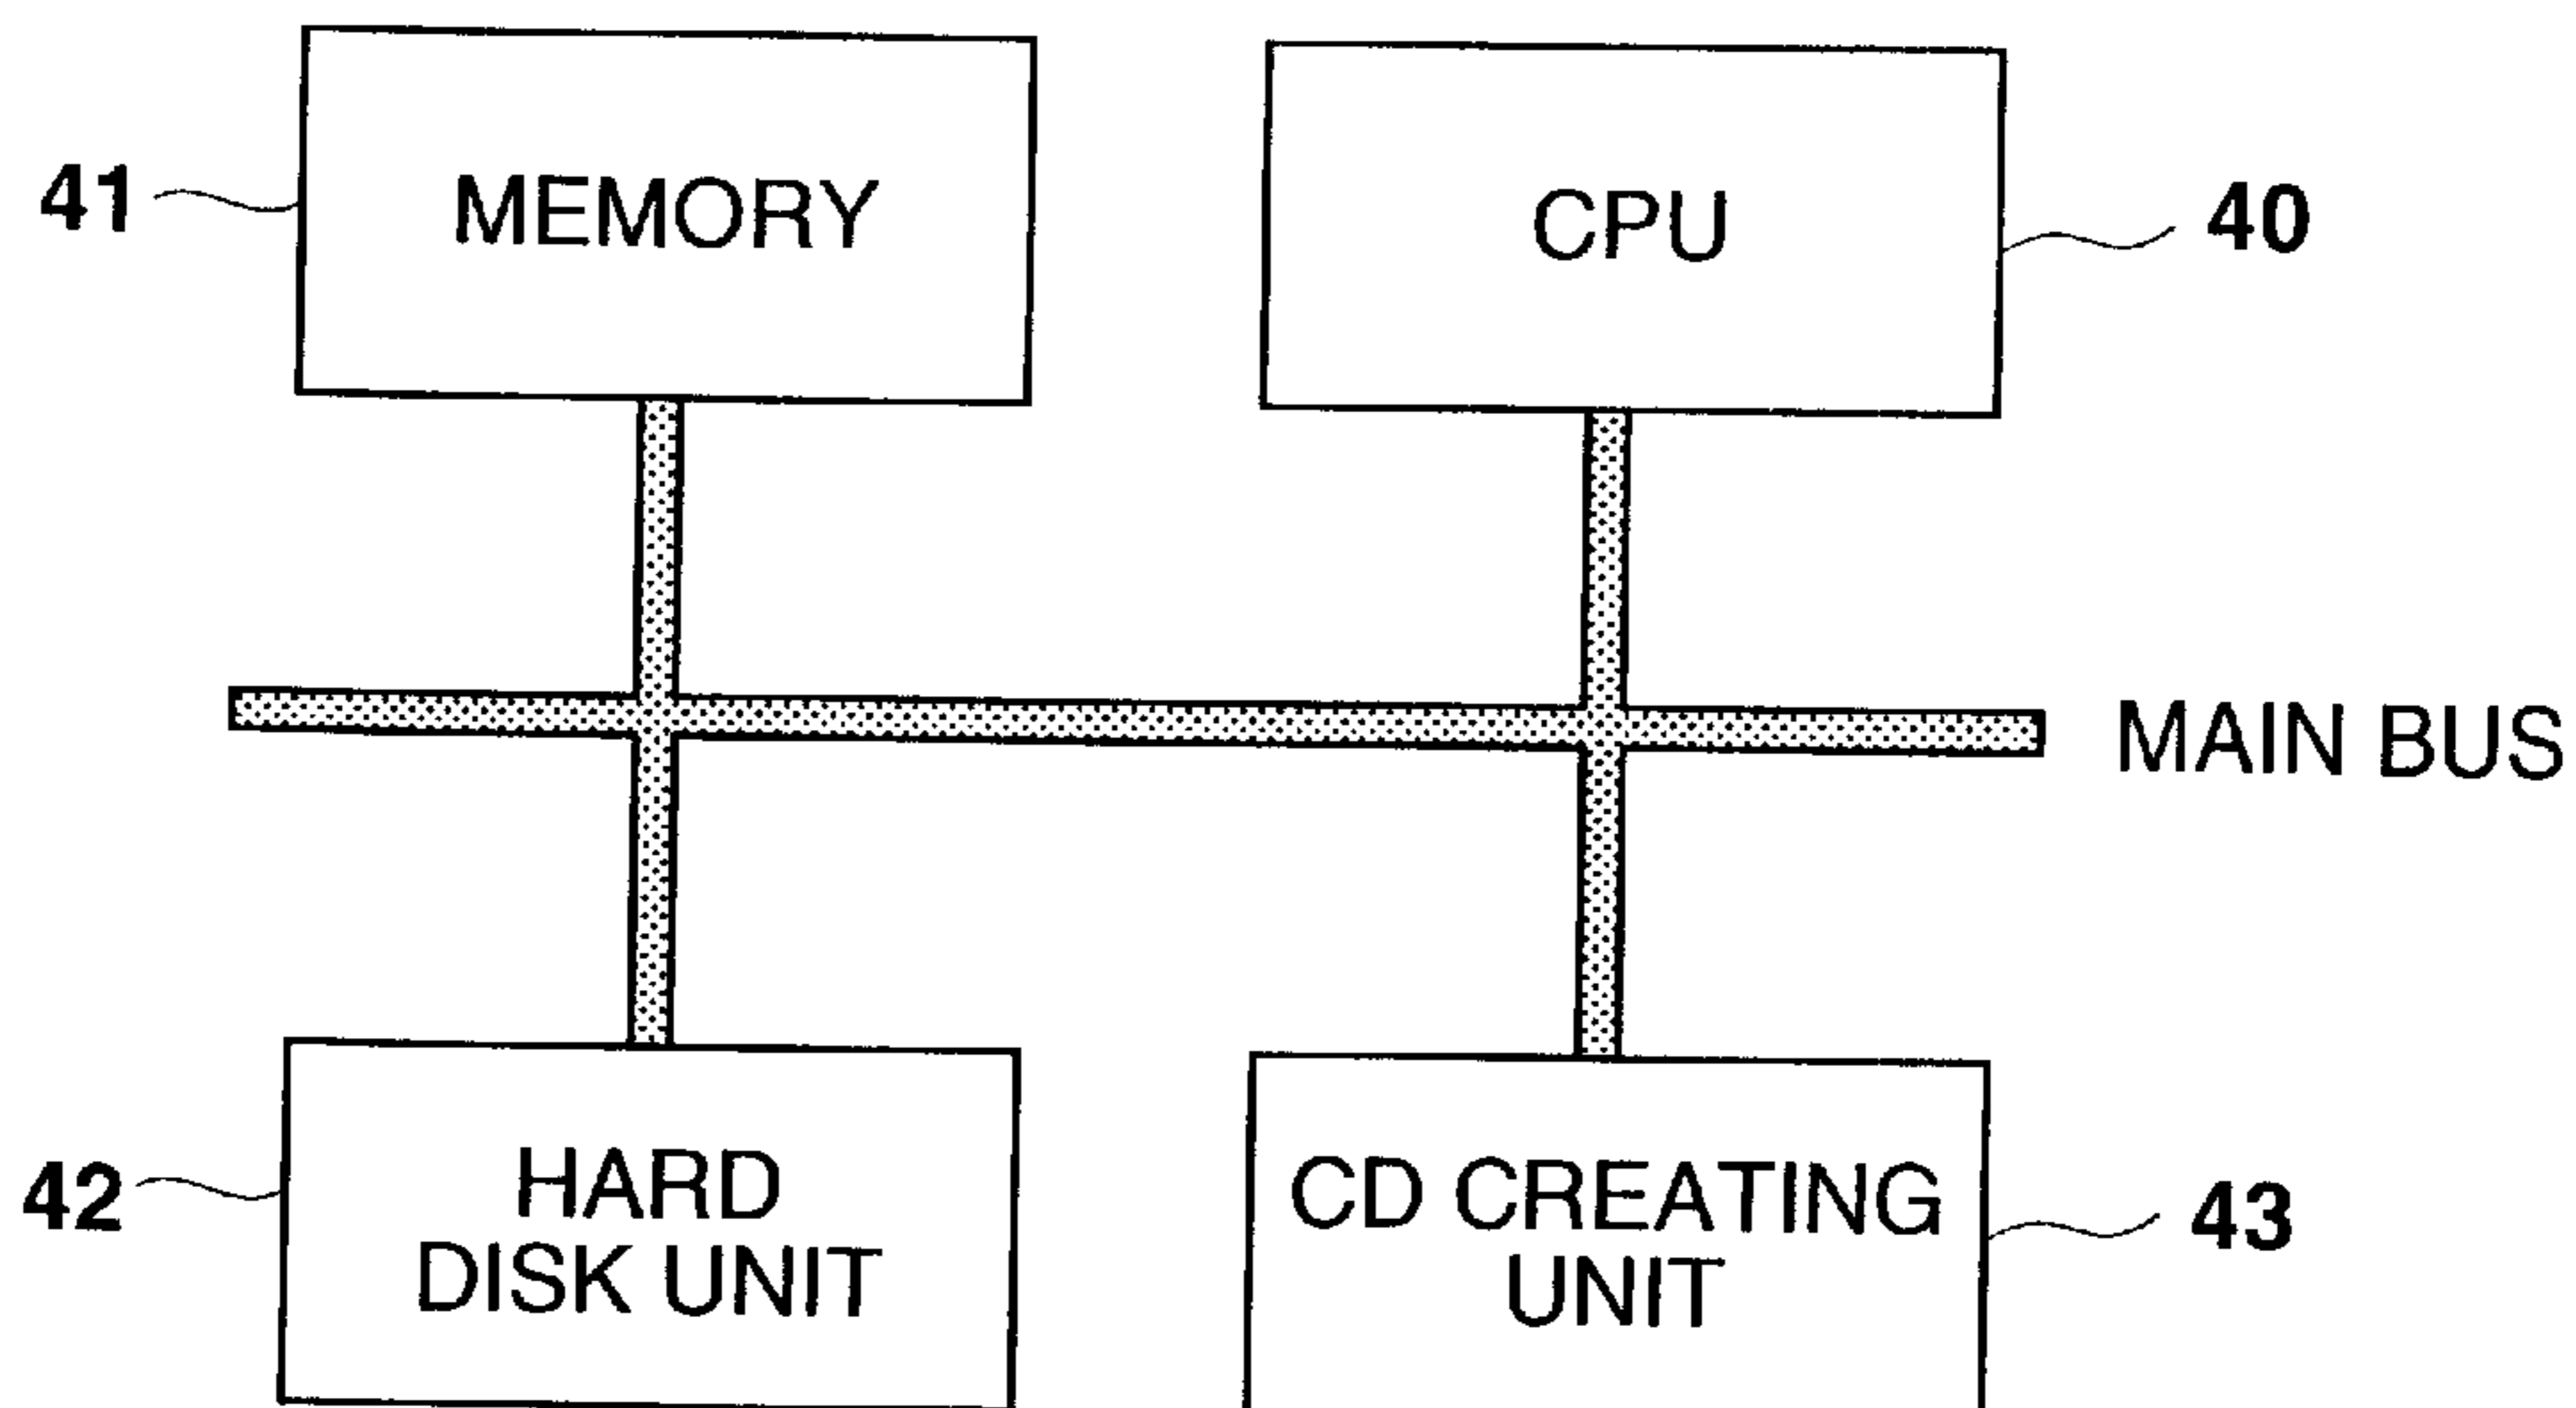 41
MEMORY
CPU
40
MAIN BUS
42
HARD
DISK UNIT
CD CREATING
UNIT
43